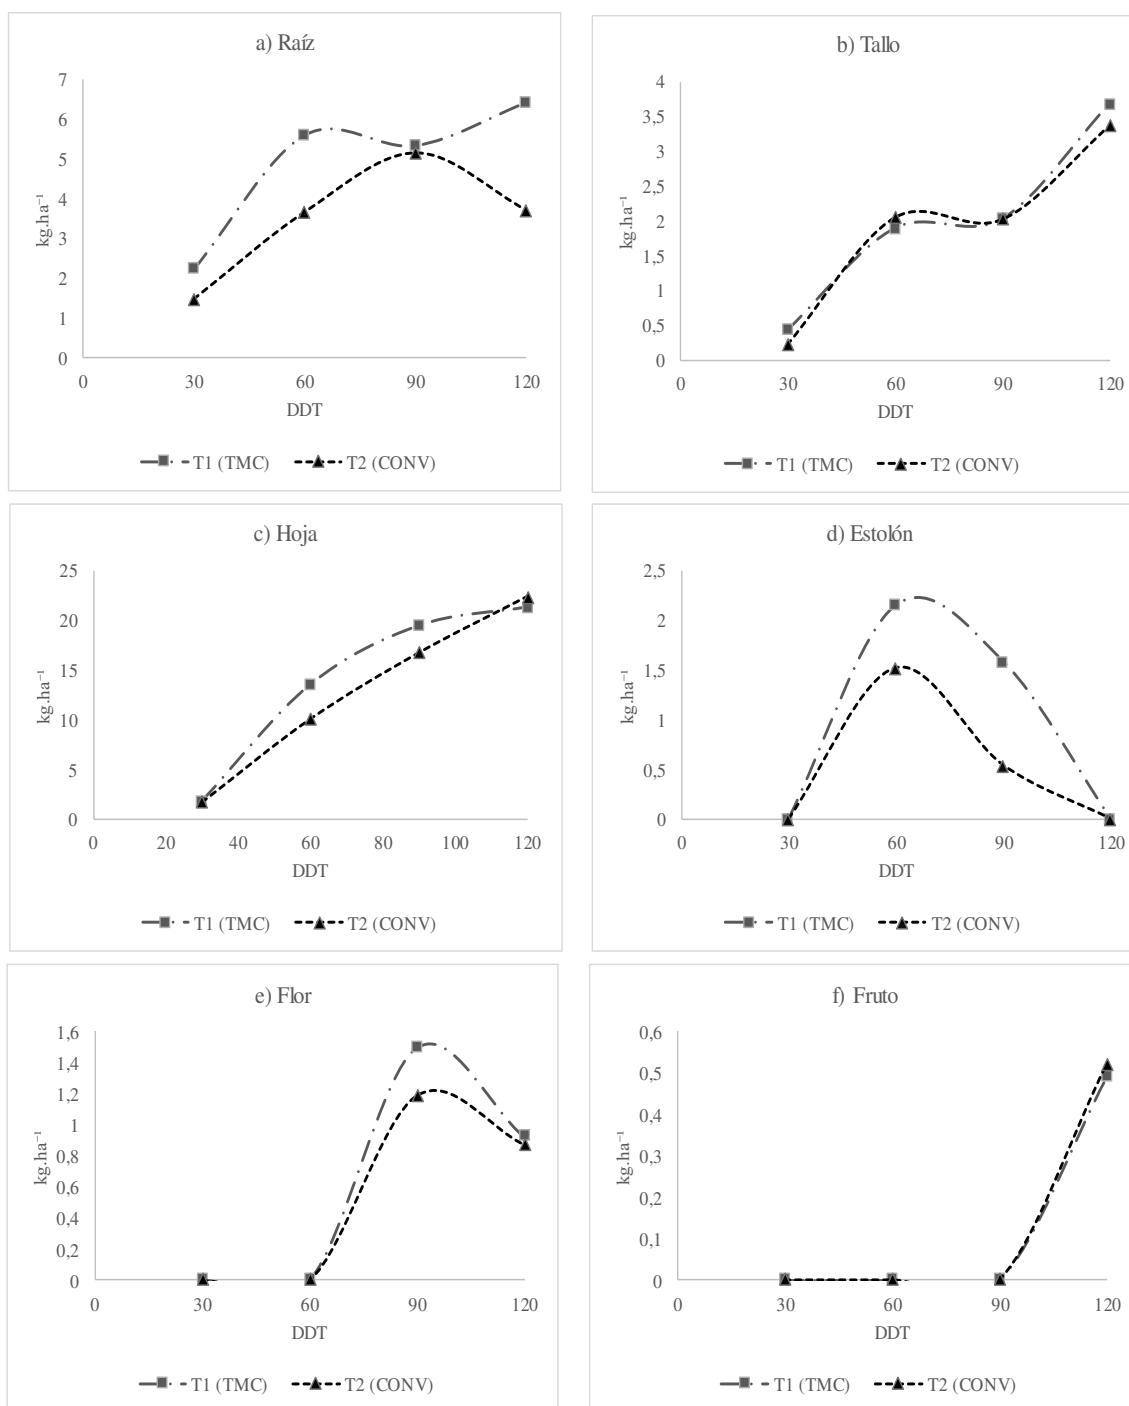 a) Raíz
7
6
5
4
3
2
1
0
kg.ha⁻¹
0 30 60 90 120
DDT
T1 (TMC) T2 (CONV)
b) Tallo
4
3,5
3
2,5
2
1,5
1
0,5
0
kg.ha⁻¹
0 30 60 90 120
DDT
T1 (TMC) T2 (CONV)
c) Hoja
25
20
15
10
5
0
kg.ha⁻¹
0 20 40 60 80 100 120
DDT
T1 (TMC) T2 (CONV)
d) Estolón
2,5
2
1,5
1
0,5
0
kg.ha⁻¹
0 30 60 90 120
DDT
T1 (TMC) T2 (CONV)
e) Flor
1,6
1,4
1,2
1
0,8
0,6
0,4
0,2
0
kg.ha⁻¹
0 30 60 90 120
DDT
T1 (TMC) T2 (CONV)
f) Fruto
0,6
0,5
0,4
0,3
0,2
0,1
0
kg.ha⁻¹
0 30 60 90 120
DDT
T1 (TMC) T2 (CONV)